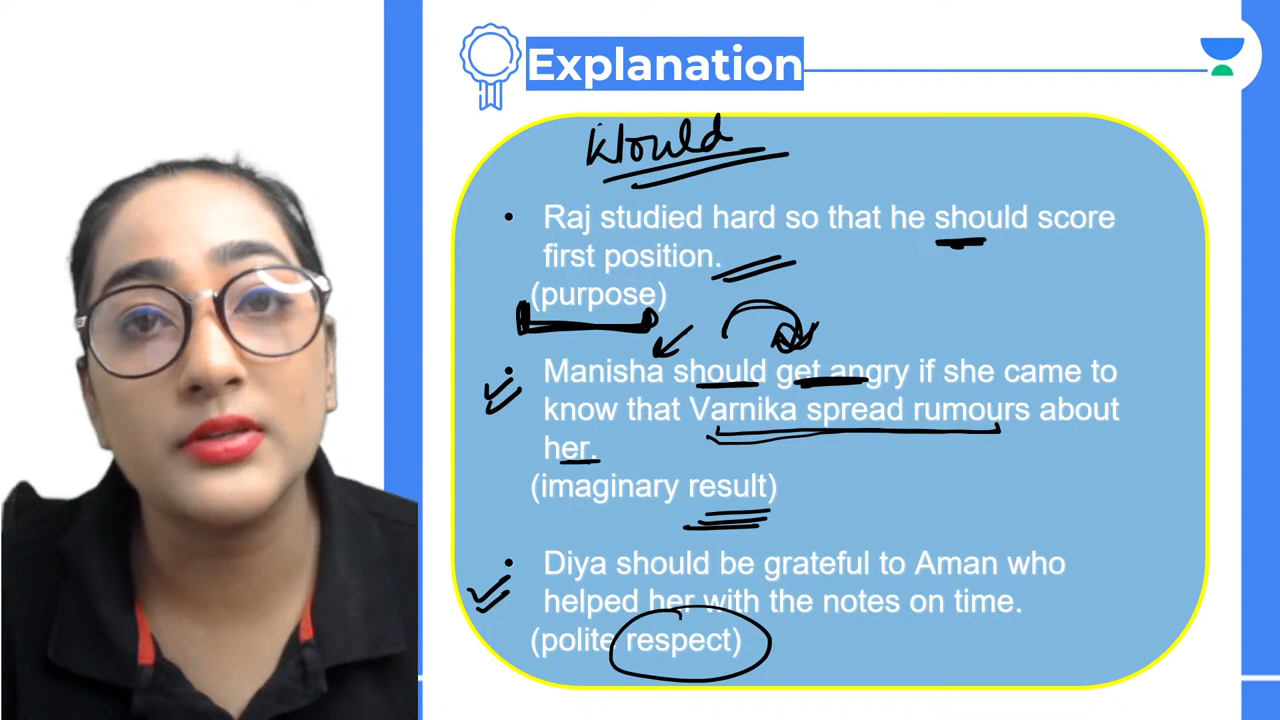 Explanation
Would
• Raj studied hard so that he should score
first position.
(purpose)
• Manisha should get angry if she came to
know that Varnika spread rumours about
her.
(imaginary result)
• Diya should be grateful to Aman who
helped her with the notes on time.
(polite respect)